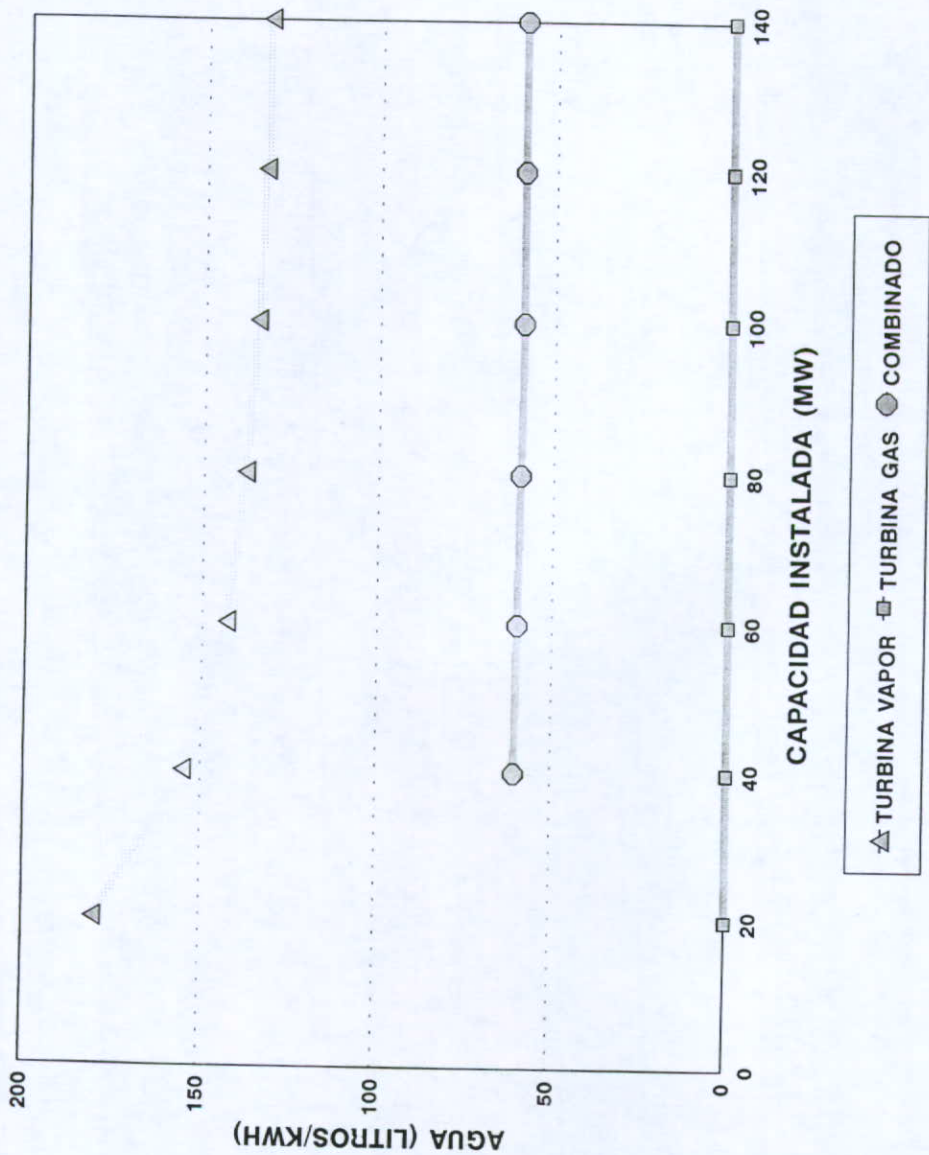 AGUA (LITROS/KWH)
200
150
100
50
0
0 20 40 60 80 100 120 140
CAPACIDAD INSTALADA (MW)
TURBINA VAPOR TURBINA GAS COMBINADO